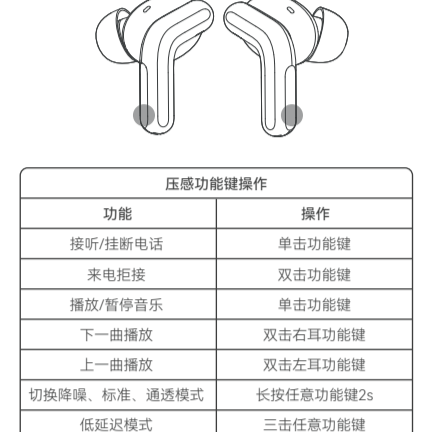 压感功能键操作
功能 操作
接听/挂断电话 单击功能键
来电拒接 双击功能键
播放/暂停音乐 单击功能键
下一曲播放 双击右耳功能键
上一曲播放 双击左耳功能键
切换降噪、标准、通透模式 长按任意功能键2s
低延迟模式 三击任意功能键